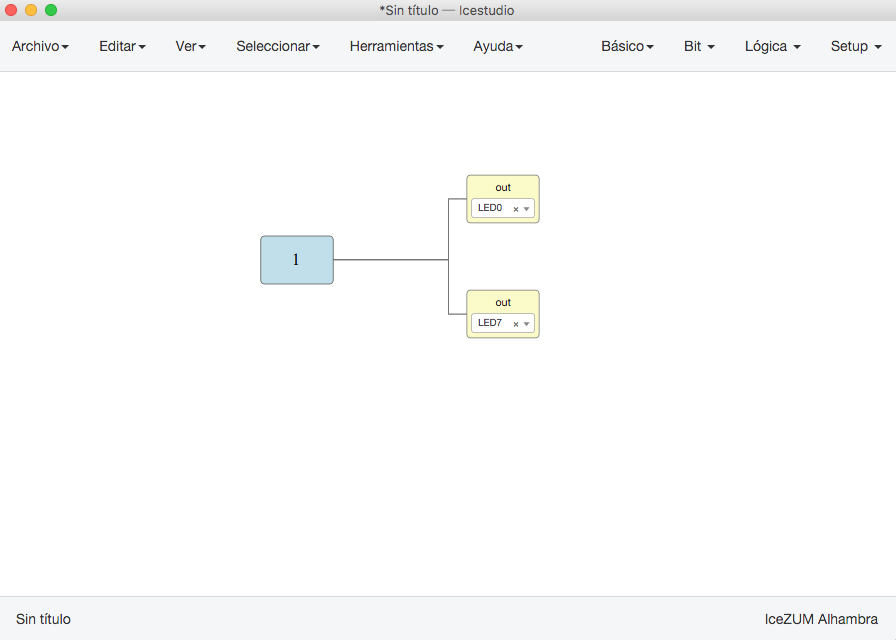 *Sin título — Icestudio
Archivo Editar Ver Seleccionar Herramientas Ayuda Básico Bit Lógica Setup
out
LED0
1
out
LED7
Sin título IceZUM Alhambra